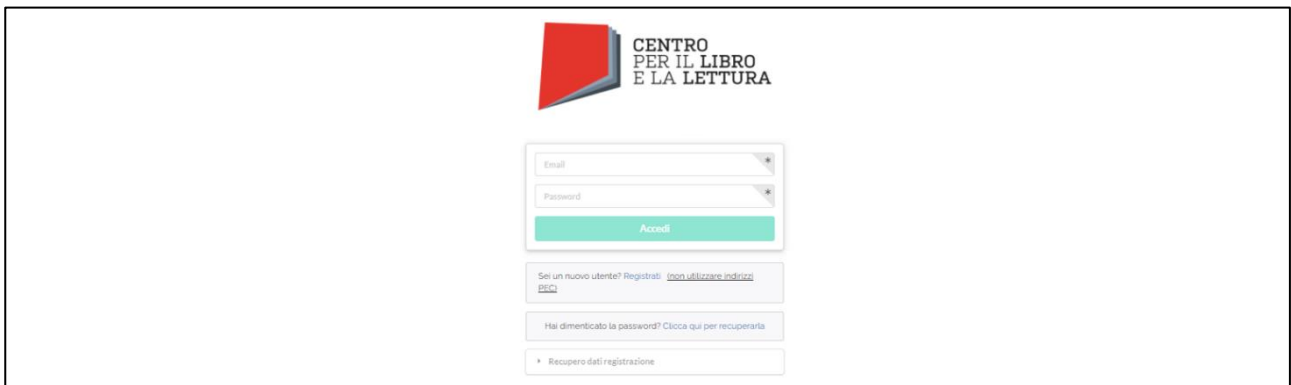 CENTRO
PER IL LIBRO
E LA LETTURA
Email *
Password *
Accedi
Sei un nuovo utente? Registrati (non utilizzare indirizzi
PEC)
Hai dimenticato la password? Clicca qui per recuperarla
Recupero dati registrazione